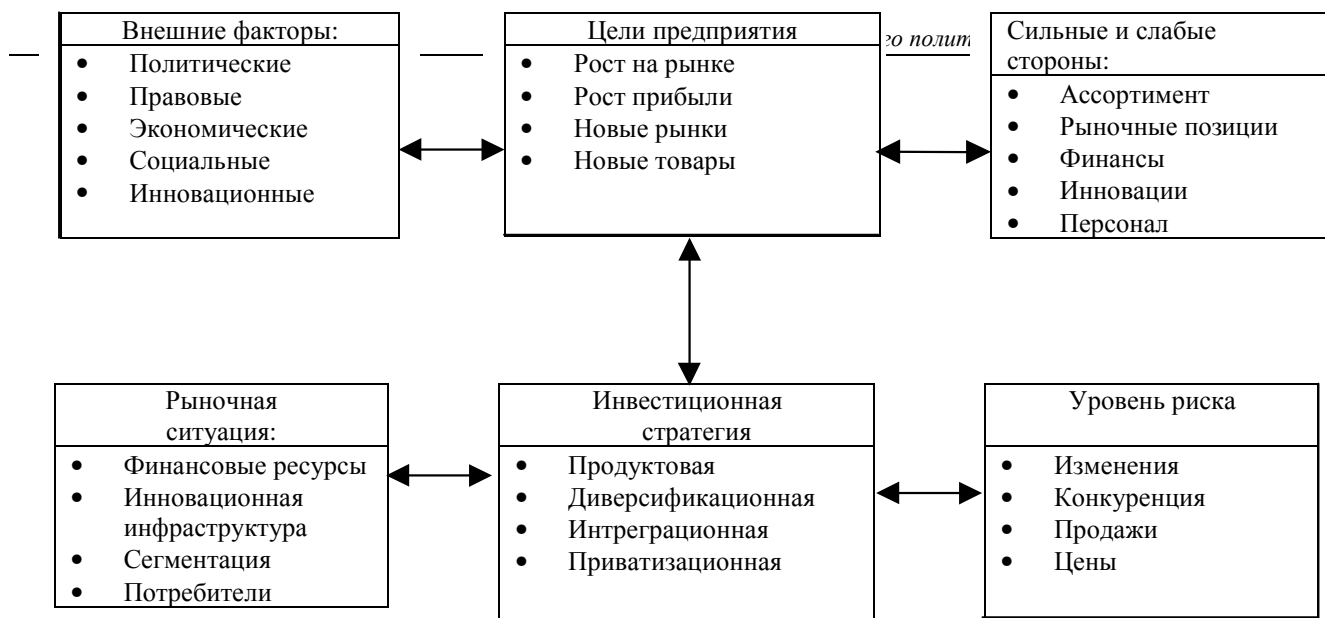 Внешние факторы:
• Политические
• Правовые
• Экономические
• Социальные
• Инновационные
Цели предприятия
• Рост на рынке
• Рост прибыли
• Новые рынки
• Новые товары
Сильные и слабые
стороны:
• Ассортимент
• Рыночные позиции
• Финансы
• Инновации
• Персонал
Рыночная
ситуация:
• Финансовые ресурсы
• Инновационная
инфраструктура
• Сегментация
• Потребители
Инвестиционная
стратегия
• Продуктовая
• Диверсификационная
• Интреграционная
• Приватизационная
Уровень риска
• Изменения
• Конкуренция
• Продажи
• Цены